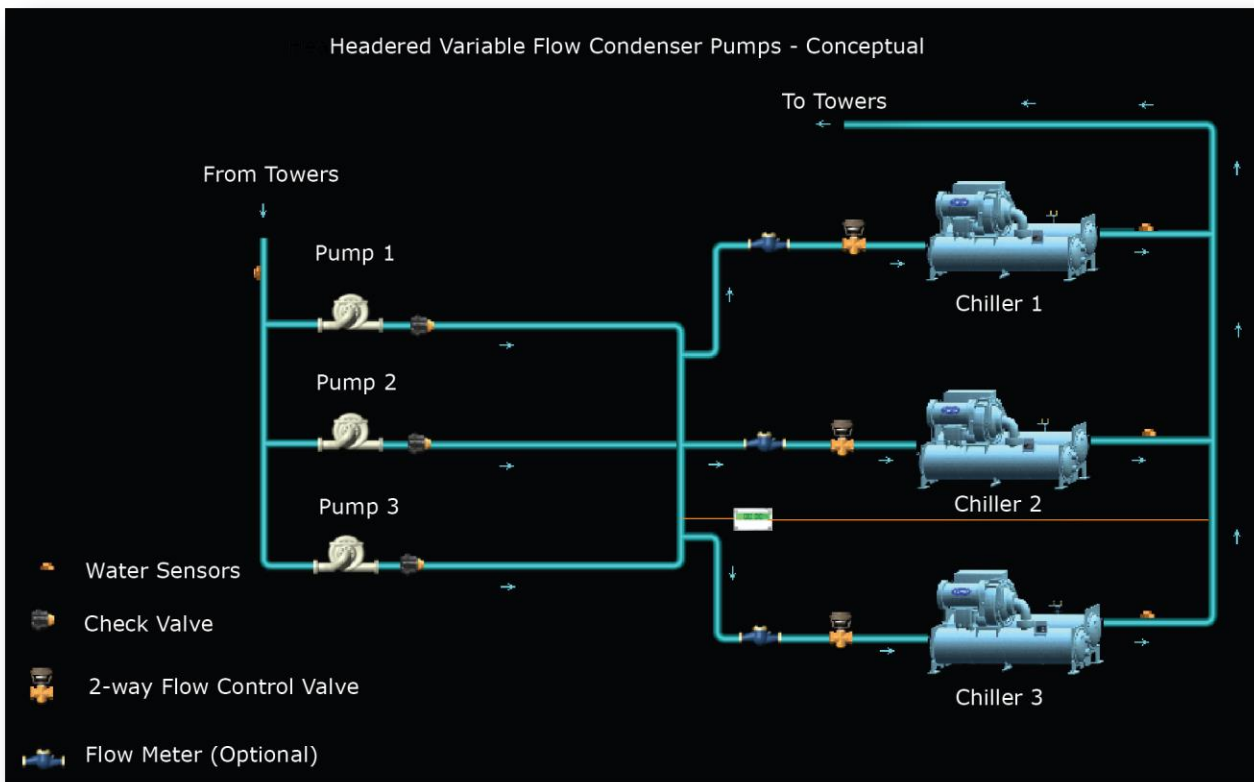 Headered Variable Flow Condenser Pumps - Conceptual
To Towers
From Towers
Pump 1
Chiller 1
Pump 2
Chiller 2
Pump 3
Water Sensors
Check Valve
2-way Flow Control Valve
Chiller 3
Flow Meter (Optional)